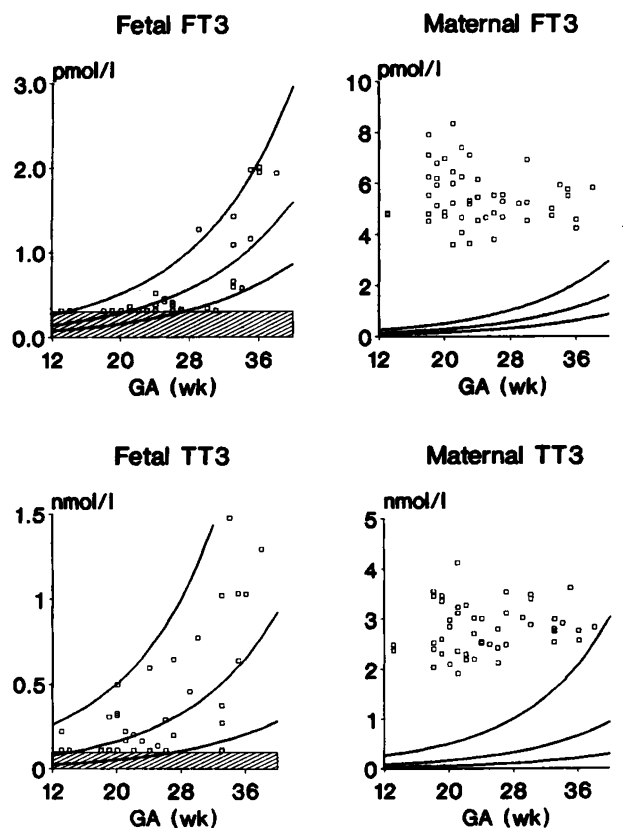 Fetal FT3
pmol/l
3.0
2.0
1.0
0.0
12 20 28 36
GA (wk)
Maternal FT3
pmol/l
10
8
6
4
2
0
12 20 28 36
GA (wk)
Fetal TT3
nmol/l
1.5
1
0.5
0
12 20 28 36
GA (wk)
Maternal TT3
nmol/l
5
4
3
2
1
0
12 20 28 36
GA (wk)